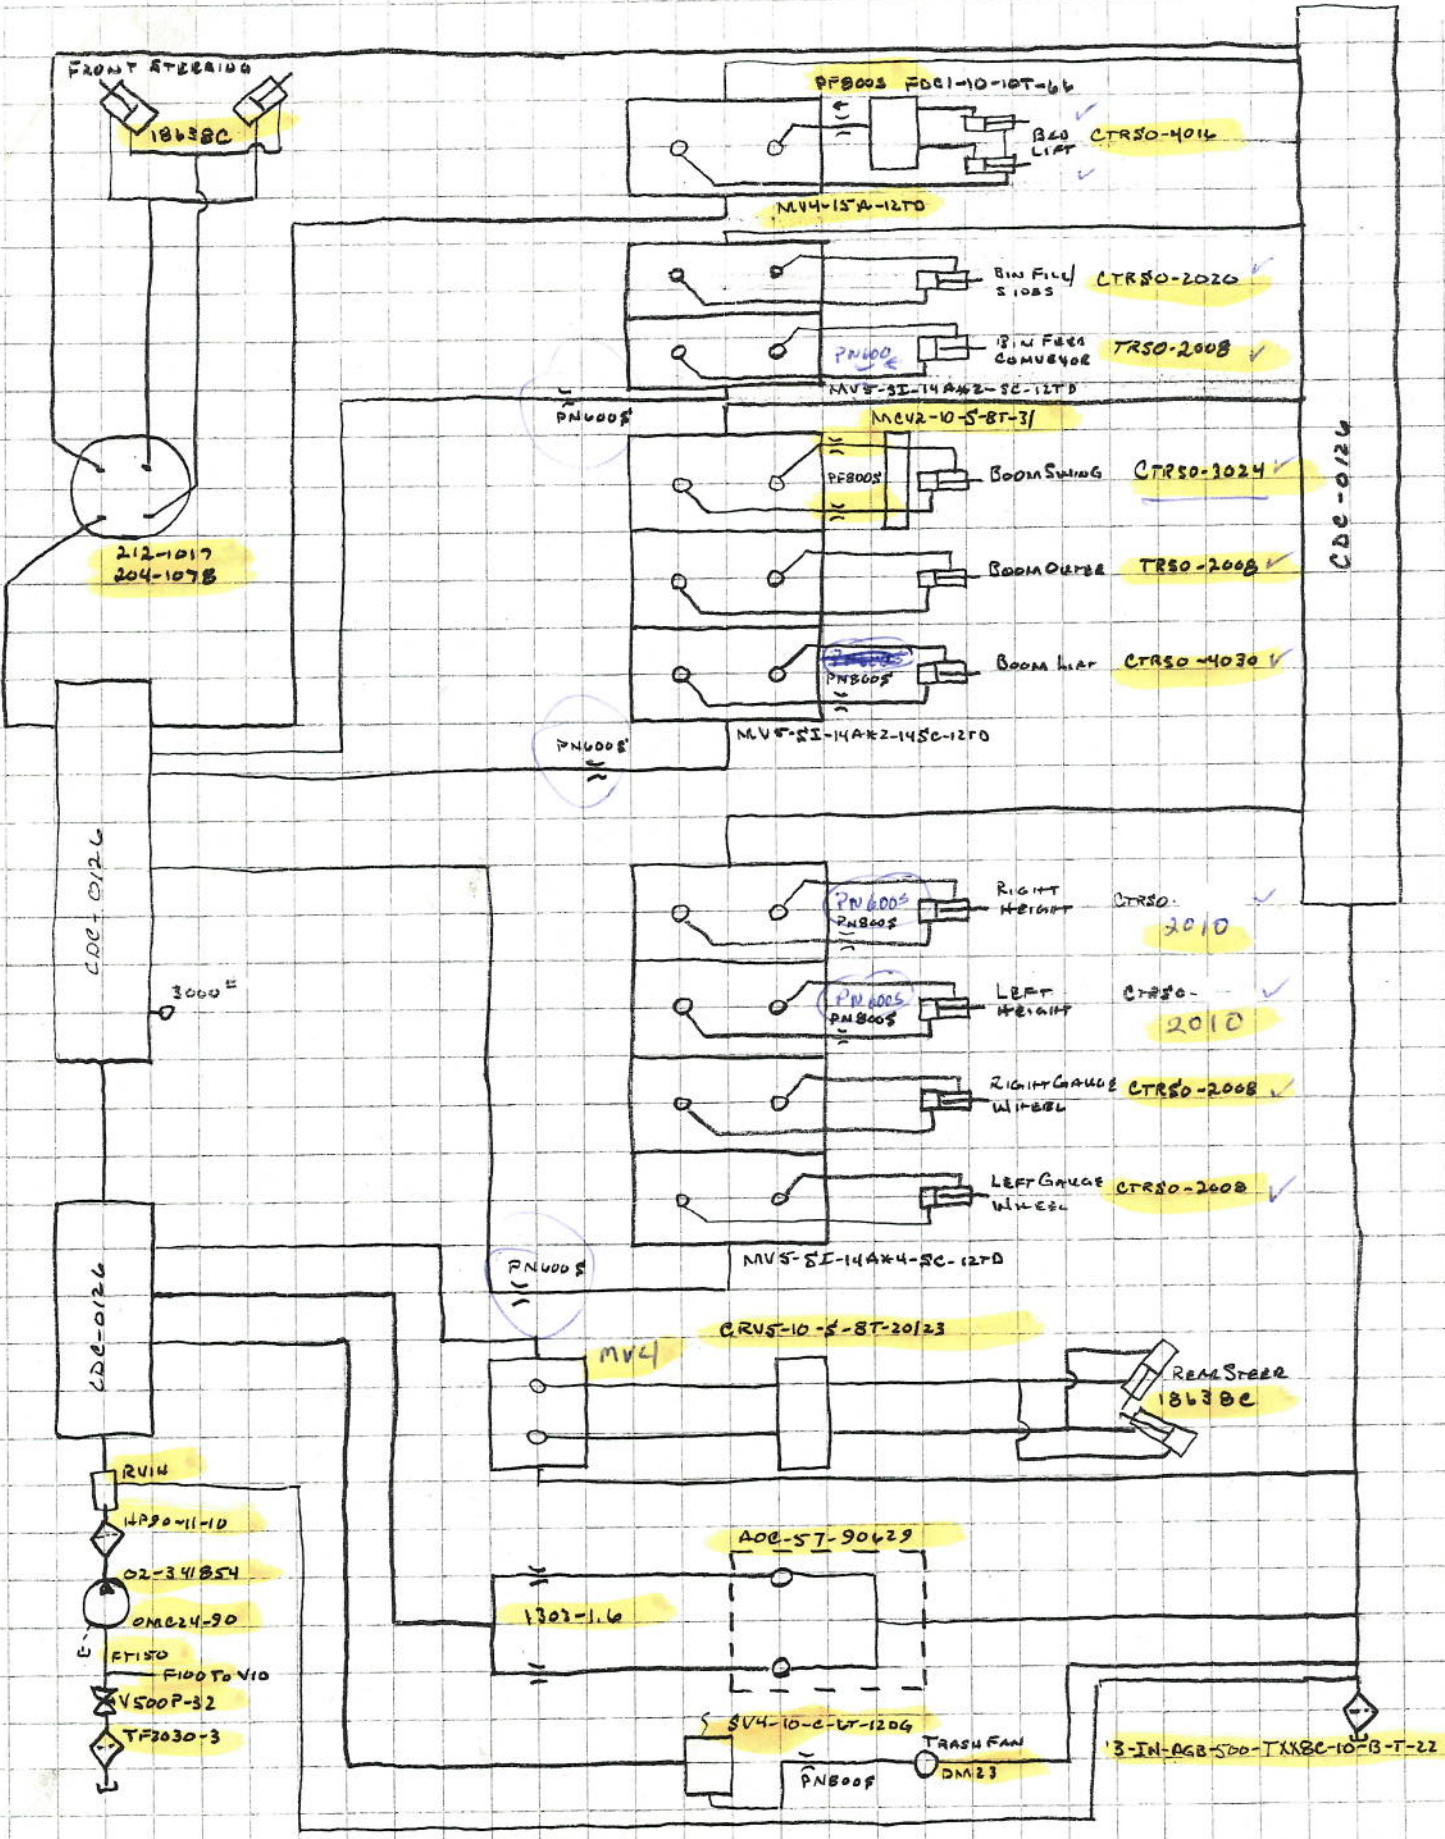 FRONT STEERING
18638C
PF800S FDC1-10-10T-66
BED
LIFT
CTR50-4016
MV4-15A-12TD
BIN FILL/
SIDES
CTR50-2020
BIN FEED
CONVEYOR
TR50-2008
PN600
MV5-SI-14A*2-SC-12TD
PN600S
MCV2-10-S-8T-31
PF800S
BOOM SWING
CTR50-3024
CDC-0126
212-1017
204-1078
BOOM OUTER
TR50-2008
PN800S
BOOM LIFT
CTR50-4030
MV5-SI-14A*2-14SC-12TD
PN600S
CDC-0126
3000#
PN600S
PN800S
RIGHT
HEIGHT
CTR50-
2010
PN600S
PN800S
LEFT
HEIGHT
CTR50-
2010
RIGHT GAUGE
WHEEL
CTR50-2008
LEFT GAUGE
WHEEL
CTR50-2008
MV5-SI-14A*4-SC-12TD
PN600S
CDC-0126
CRV5-10-S-8T-20/23
MV4
REAR STEER
18638C
RV1H
HP90-11-10
02-341854
OMC24-90
FT150
F100 TO V10
V500P-32
TF3030-3
AOC-57-90629
1303-1.6
SV4-10-C-6T-12DG
TRASH FAN
DM23
PN800S
3-IN-AGB-500-TXX8C-10-B-T-22